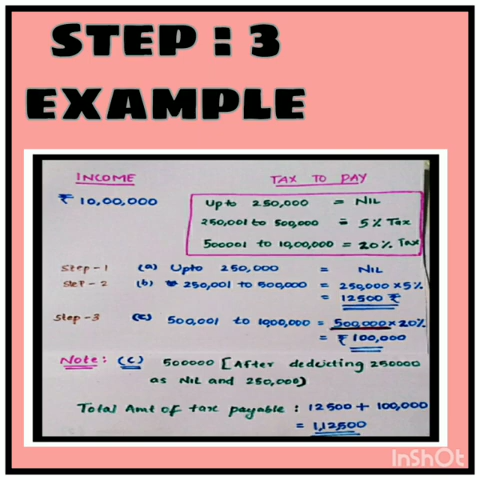 STEP : 3
EXAMPLE
INCOME TAX TO PAY
₹ 10,00,000 Upto 250,000 = NIL
250,001 to 500,000 = 5% Tax
500001 to 10,00,000 = 20% Tax
Step-1 (a) Upto 250,000 = NIL
Step-2 (b) 250,001 to 500,000 = 250,000 × 5%
= 12500 ₹
Step-3 (c) 500,001 to 10,00,000 = 500,000 × 20%
= ₹ 100,000
Note: (c) 500000 [After dedcicting 250000
as NIL and 250,000)
Total Amt of tax payable : 12500 + 100,000
= 1,12,500
InShOt